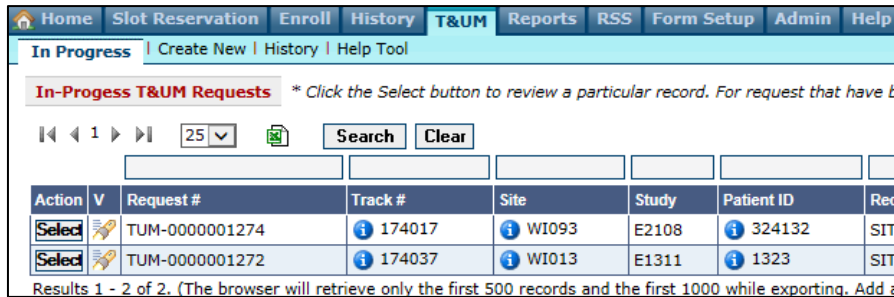 Home Slot Reservation Enroll History T&UM Reports RSS Form Setup Admin Help
In Progress | Create New | History | Help Tool
In-Progess T&UM Requests * Click the Select button to review a particular record. For request that have
1 25 Search Clear
Action V Request # Track # Site Study Patient ID
Select TUM-0000001274 174017 WI093 E2108 324132 SIT
Select TUM-0000001272 174037 WI013 E1311 1323 SIT
Results 1 - 2 of 2. (The browser will retrieve only the first 500 records and the first 1000 while exporting. Add